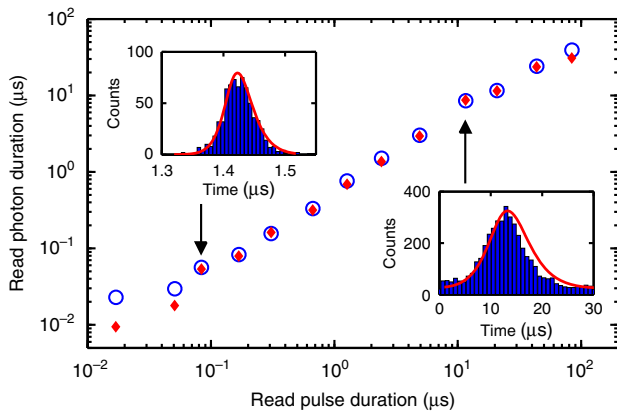 10²
10¹
10⁰
10⁻¹
10⁻²
Read photon duration (μs)
100
50
0
Counts
1.3 1.4 1.5
Time (μs)
400
200
0
Counts
0 10 20 30
Time (μs)
10⁻² 10⁻¹ 10⁰ 10¹ 10²
Read pulse duration (μs)